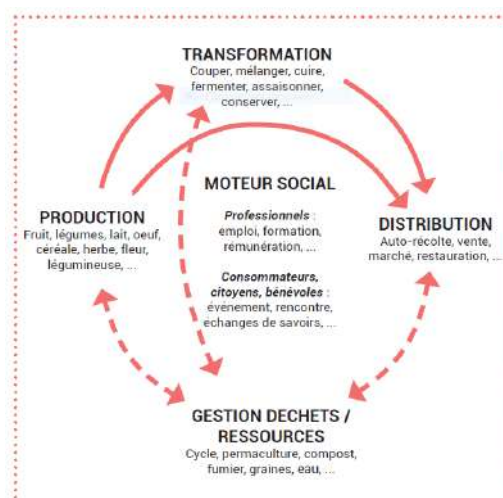 TRANSFORMATION
Couper, mélanger, cuire,
fermenter, assaisonner,
conserver, ...
MOTEUR SOCIAL
Professionnels :
emploi, formation,
rémunération, ...
Consommateurs,
citoyens, bénévoles :
événement, rencontre,
échanges de savoirs, ...
PRODUCTION
Fruit, légumes, lait, oeuf,
céréale, herbe, fleur,
légumineuse, ...
DISTRIBUTION
Auto-récolte, vente,
marché, restauration, ...
GESTION DECHETS /
RESSOURCES
Cycle, permaculture, compost,
fumier, graines, eau, ...